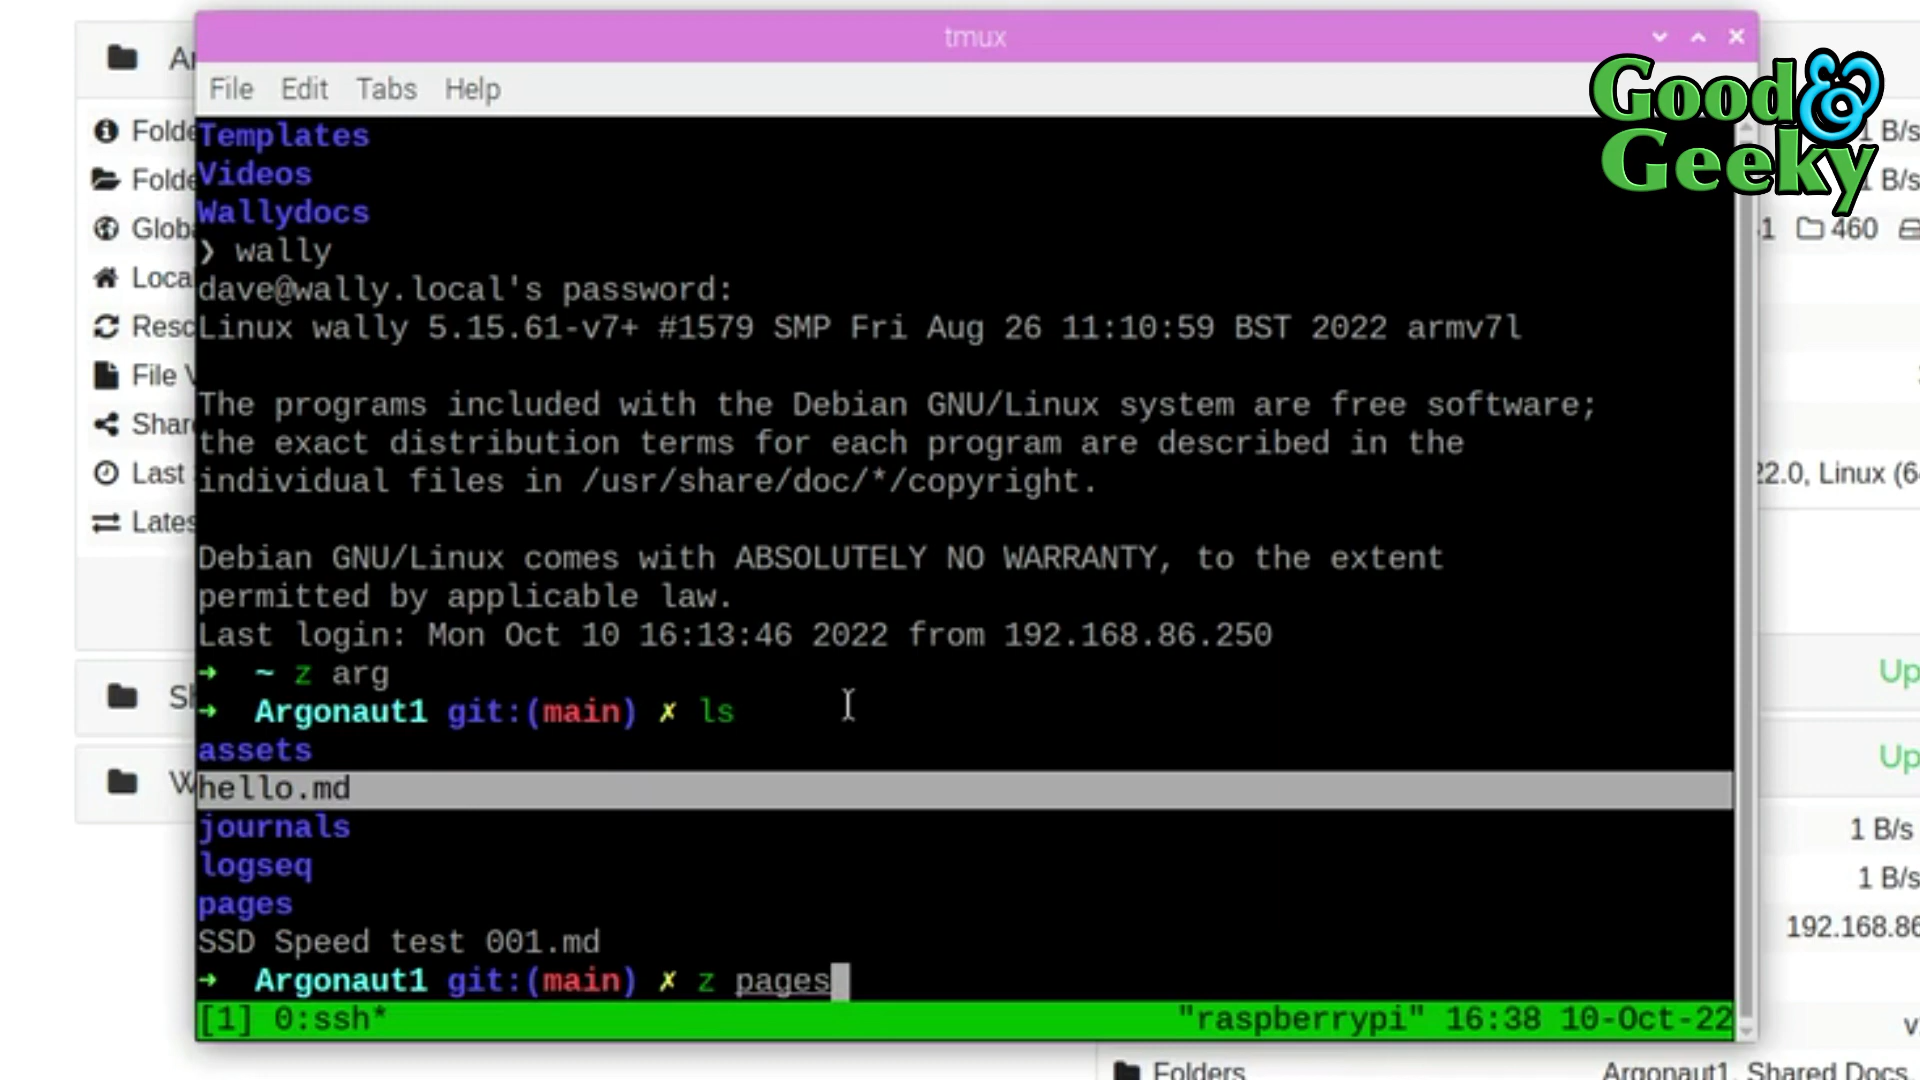 tmux
File Edit Tabs Help
Good &
Geeky
Templates
Videos
Wallydocs
❯ wally
dave@wally.local's password:
Linux wally 5.15.61-v7+ #1579 SMP Fri Aug 26 11:10:59 BST 2022 armv7l
The programs included with the Debian GNU/Linux system are free software;
the exact distribution terms for each program are described in the
individual files in /usr/share/doc/*/copyright.
Debian GNU/Linux comes with ABSOLUTELY NO WARRANTY, to the extent
permitted by applicable law.
Last login: Mon Oct 10 16:13:46 2022 from 192.168.86.250
➜ ~ z arg
➜ Argonaut1 git:(main) ✗ ls
assets
hello.md
journals
logseq
pages
SSD Speed test 001.md
➜ Argonaut1 git:(main) ✗ z pages
[1] 0:ssh* "raspberrypi" 16:38 10-Oct-22
Folde
Folde
Loca
Resc
File
Share
Last
Lates
1 B/s
1 B/s
460
22.0, Linux (6
Up
Up
1 B/s
1 B/s
192.168.86
Folders
Argonaut1, Shared Docs,